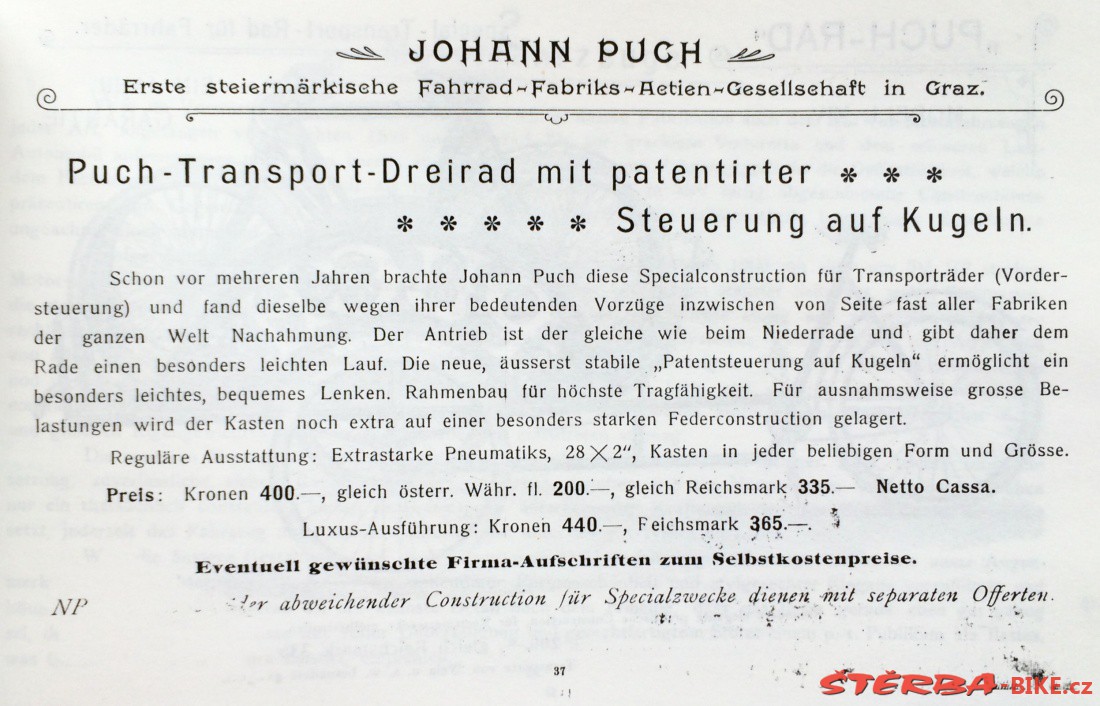 JOHANN PUCH
Erste steiermärkische Fahrrad-Fabriks-Actien-Gesellschaft in Graz.
Puch-Transport-Dreirad mit patentirter * * *
* * * * * Steuerung auf Kugeln.
Schon vor mehreren Jahren brachte Johann Puch diese Specialconstruction für Transporträder (Vorder-
steuerung) und fand dieselbe wegen ihrer bedeutenden Vorzüge inzwischen von Seite fast aller Fabriken
der ganzen Welt Nachahmung. Der Antrieb ist der gleiche wie beim Niederrade und gibt daher dem
Rade einen besonders leichten Lauf. Die neue, äusserst stabile „Patentsteuerung auf Kugeln“ ermöglicht ein
besonders leichtes, bequemes Lenken. Rahmenbau für höchste Tragfähigkeit. Für ausnahmsweise grosse Be-
lastungen wird der Kasten noch extra auf einer besonders starken Federconstruction gelagert.
Reguläre Ausstattung: Extrastarke Pneumatiks, 28 × 2“, Kasten in jeder beliebigen Form und Grösse.
Preis: Kronen 400.—, gleich österr. Währ. fl. 200.—, gleich Reichsmark 335.— Netto Cassa.
Luxus-Ausführung: Kronen 440.—, Feichsmark 365.—.
Eventuell gewünschte Firma-Aufschriften zum Selbstkostenpreise.
NP abweichender Construction für Specialzwecke dienen mit separaten Offerten.
37
ŠTĚRBA-BIKE.cz